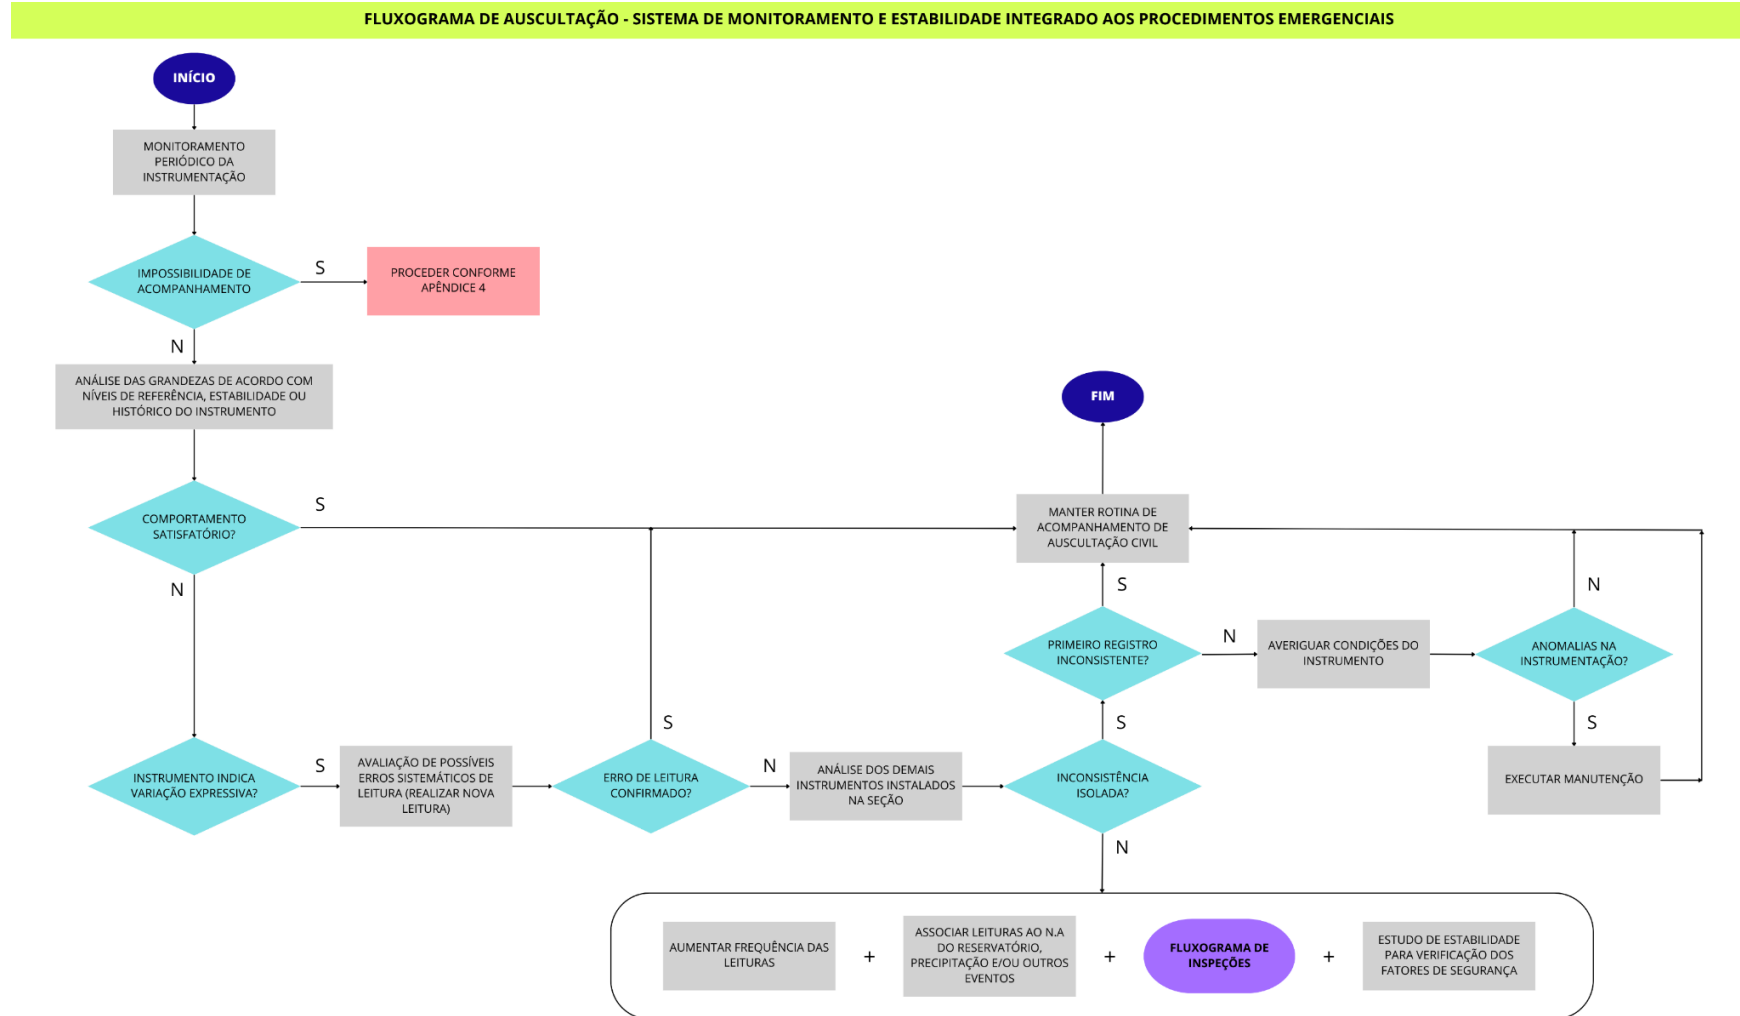 FLUXOGRAMA DE AUSCULTAÇÃO - SISTEMA DE MONITORAMENTO E ESTABILIDADE INTEGRADO AOS PROCEDIMENTOS EMERGENCIAIS
INÍCIO
MONITORAMENTO
PERIÓDICO DA
INSTRUMENTAÇÃO
IMPOSSIBILIDADE DE
ACOMPANHAMENTO
S
PROCEDER CONFORME
APÊNDICE 4
N
ANÁLISE DAS GRANDEZAS DE ACORDO COM
NÍVEIS DE REFERÊNCIA, ESTABILIDADE OU
HISTÓRICO DO INSTRUMENTO
COMPORTAMENTO
SATISFATÓRIO?
S
N
INSTRUMENTO INDICA
VARIAÇÃO EXPRESSIVA?
S
AVALIAÇÃO DE POSSÍVEIS
ERROS SISTEMÁTICOS DE
LEITURA (REALIZAR NOVA
LEITURA)
ERRO DE LEITURA
CONFIRMADO?
S
N
ANÁLISE DOS DEMAIS
INSTRUMENTOS INSTALADOS
NA SEÇÃO
INCONSISTÊNCIA
ISOLADA?
S
PRIMEIRO REGISTRO
INCONSISTENTE?
S
MANTER ROTINA DE
ACOMPANHAMENTO DE
AUSCULTAÇÃO CIVIL
FIM
N
AVERIGUAR CONDIÇÕES DO
INSTRUMENTO
ANOMALIAS NA
INSTRUMENTAÇÃO?
N
S
EXECUTAR MANUTENÇÃO
N
AUMENTAR FREQUÊNCIA DAS
LEITURAS
+
ASSOCIAR LEITURAS AO N.A
DO RESERVATÓRIO,
PRECIPITAÇÃO E/OU OUTROS
EVENTOS
+
FLUXOGRAMA DE
INSPEÇÕES
+
ESTUDO DE ESTABILIDADE
PARA VERIFICAÇÃO DOS
FATORES DE SEGURANÇA